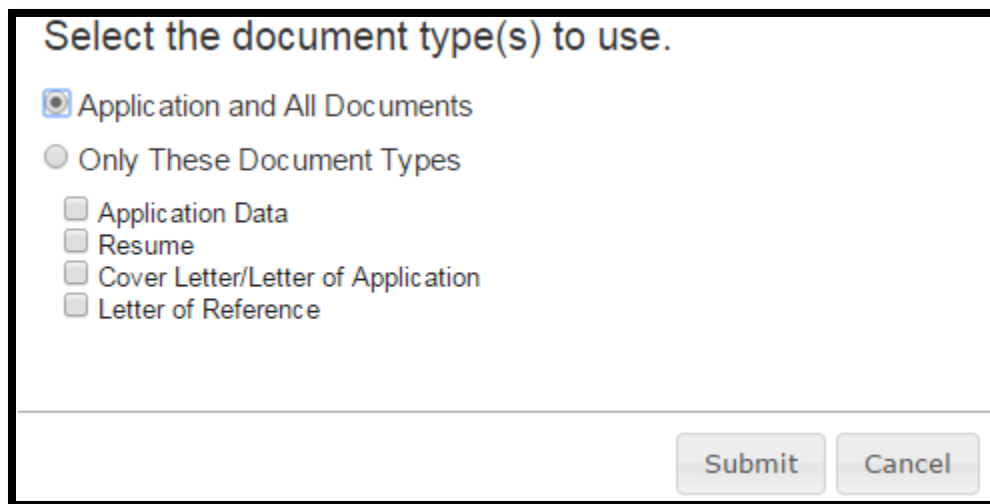 Select the document type(s) to use.
Application and All Documents
Only These Document Types
Application Data
Resume
Cover Letter/Letter of Application
Letter of Reference
Submit Cancel